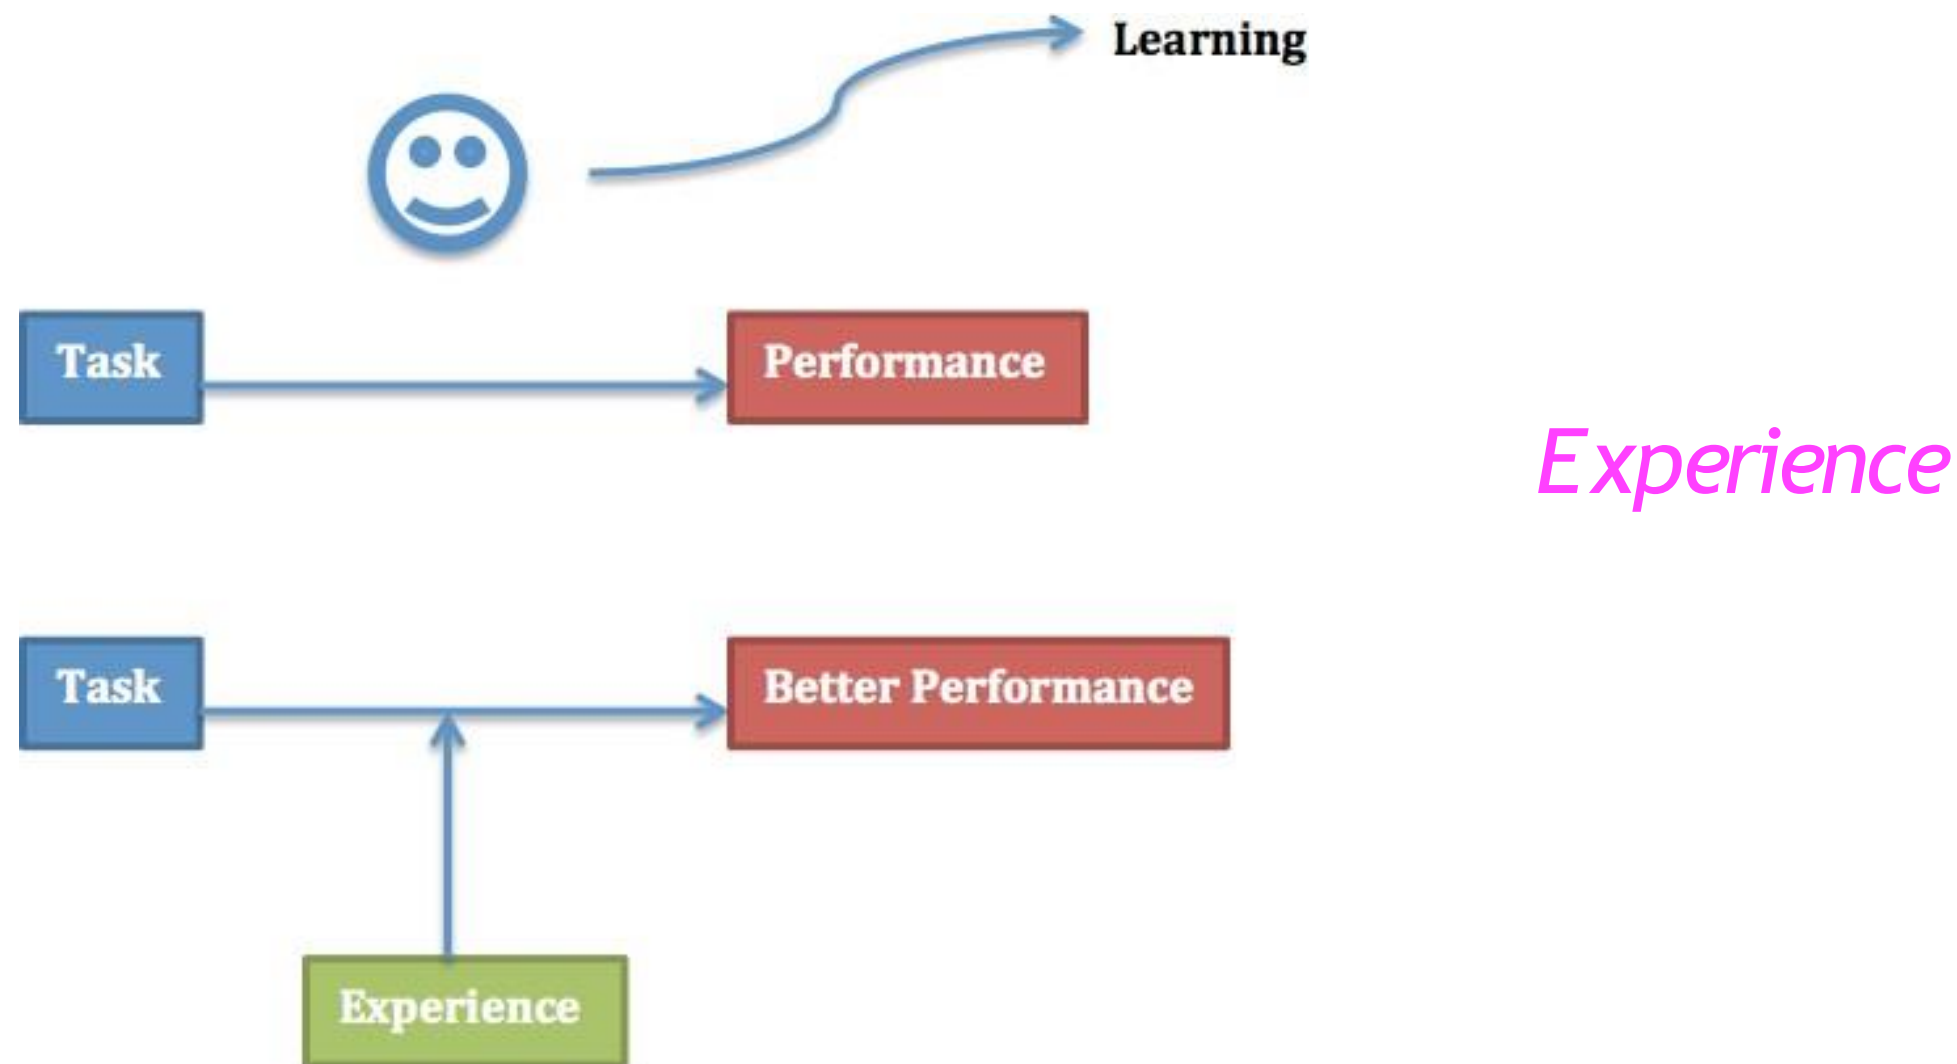 Learning
Task
Performance
Experience
Task
Better Performance
Experience